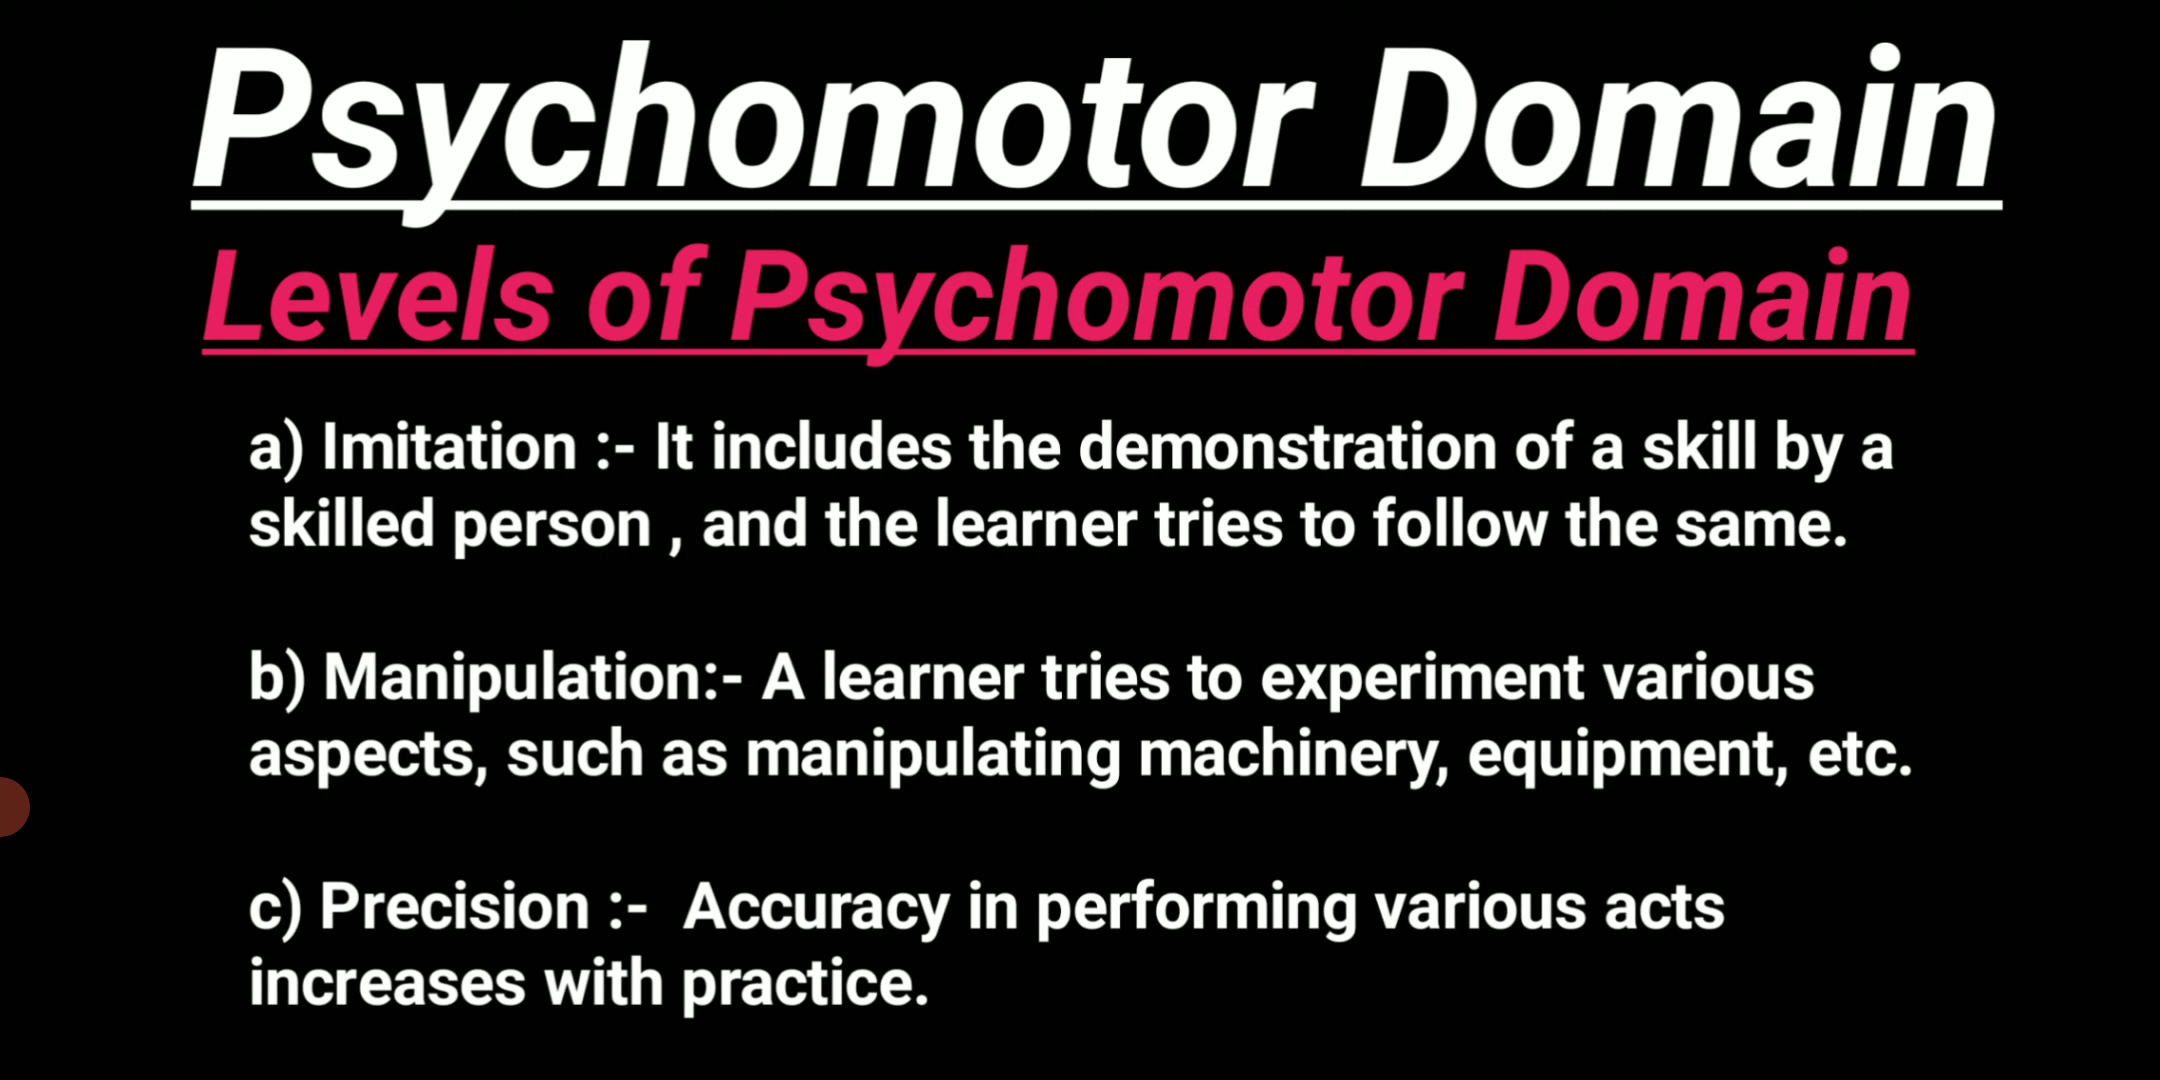 Psychomotor Domain
Levels of Psychomotor Domain
a) Imitation :- It includes the demonstration of a skill by a
skilled person , and the learner tries to follow the same.
b) Manipulation:- A learner tries to experiment various
aspects, such as manipulating machinery, equipment, etc.
c) Precision :-  Accuracy in performing various acts
increases with practice.